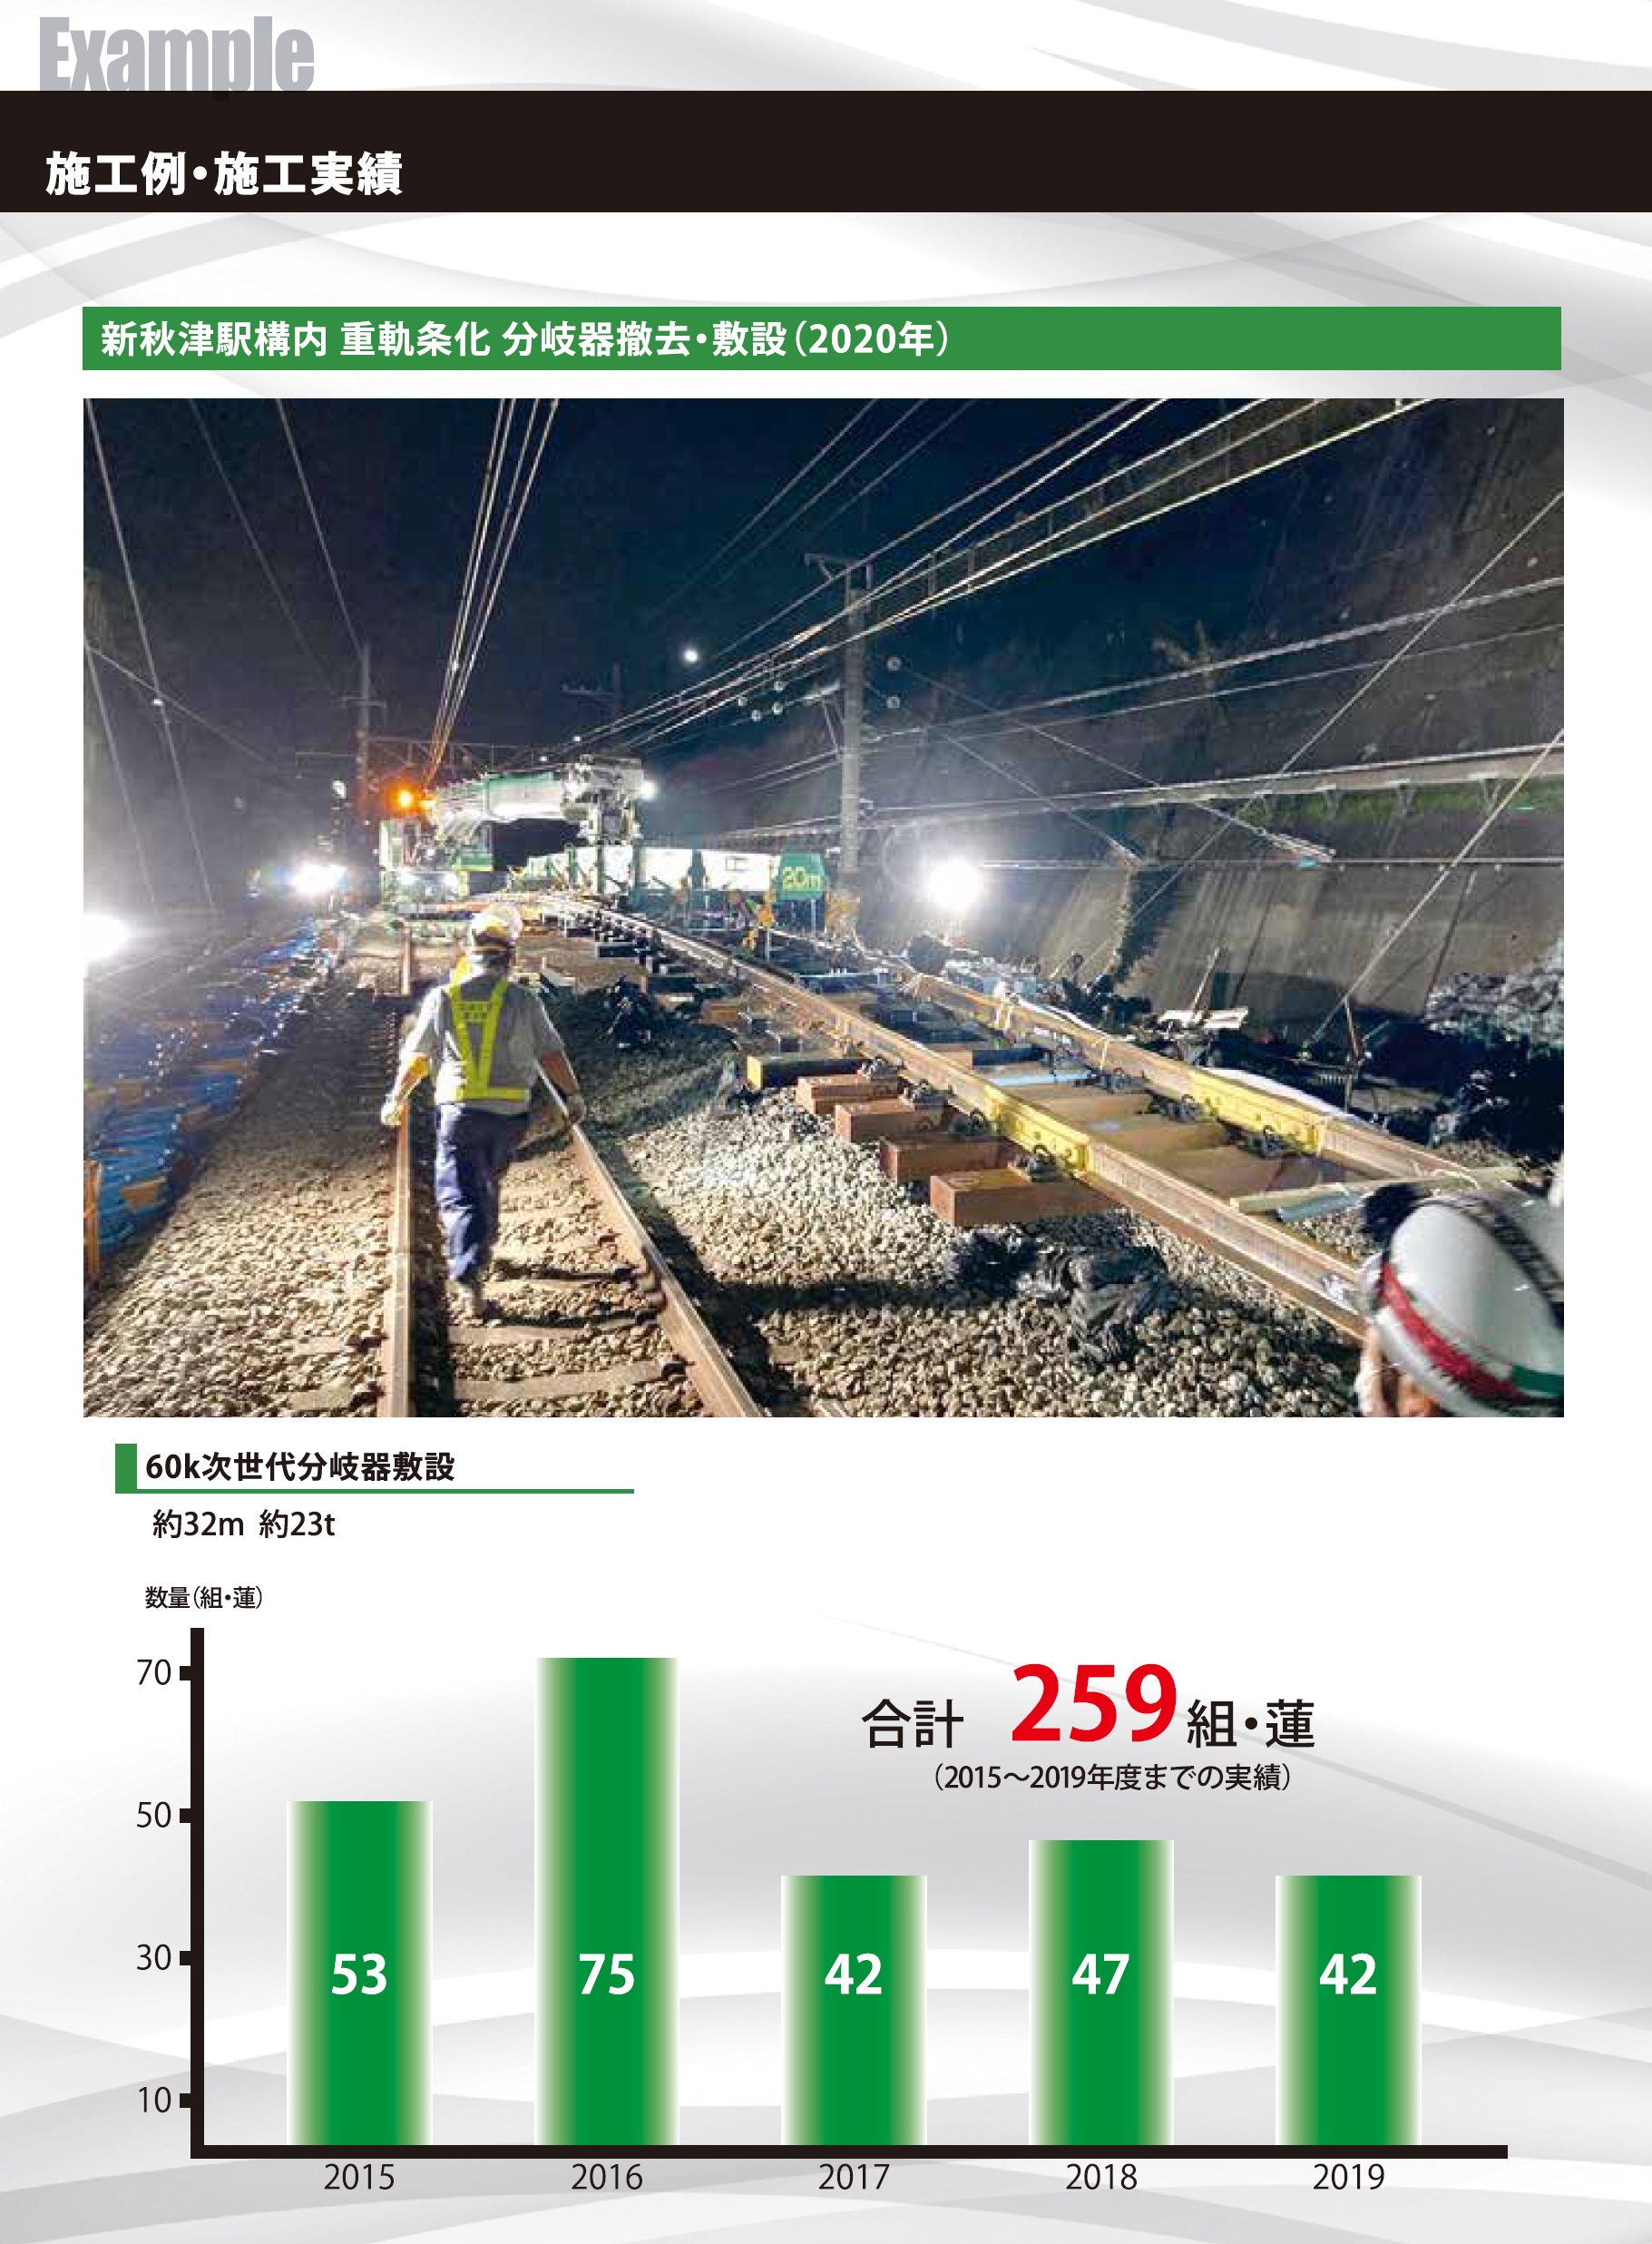 Example
施工例・施工実績
新秋津駅構内 重軌条化 分岐器撤去・敷設（2020年）
20m
60k次世代分岐器敷設
約32m 約23t
数量（組・蓮）
70
50
30
10
合計 259組・蓮
（2015～2019年度までの実績）
53 75 42 47 42
2015 2016 2017 2018 2019